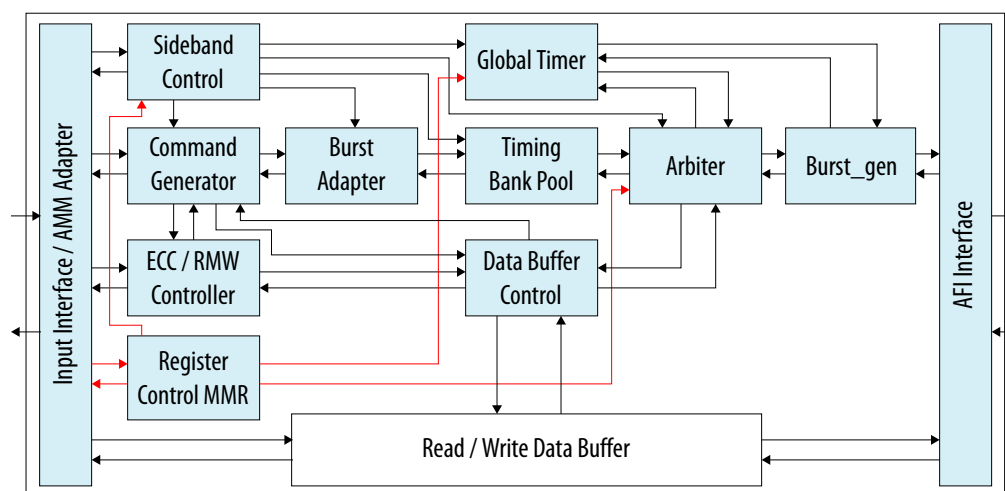 Input Interface / AMM Adapter
Sideband
Control
Global Timer
Command
Generator
Burst
Adapter
Timing
Bank Pool
Arbiter
Burst_gen
ECC / RMW
Controller
Data Buffer
Control
Register
Control MMR
Read / Write Data Buffer
AFI Interface